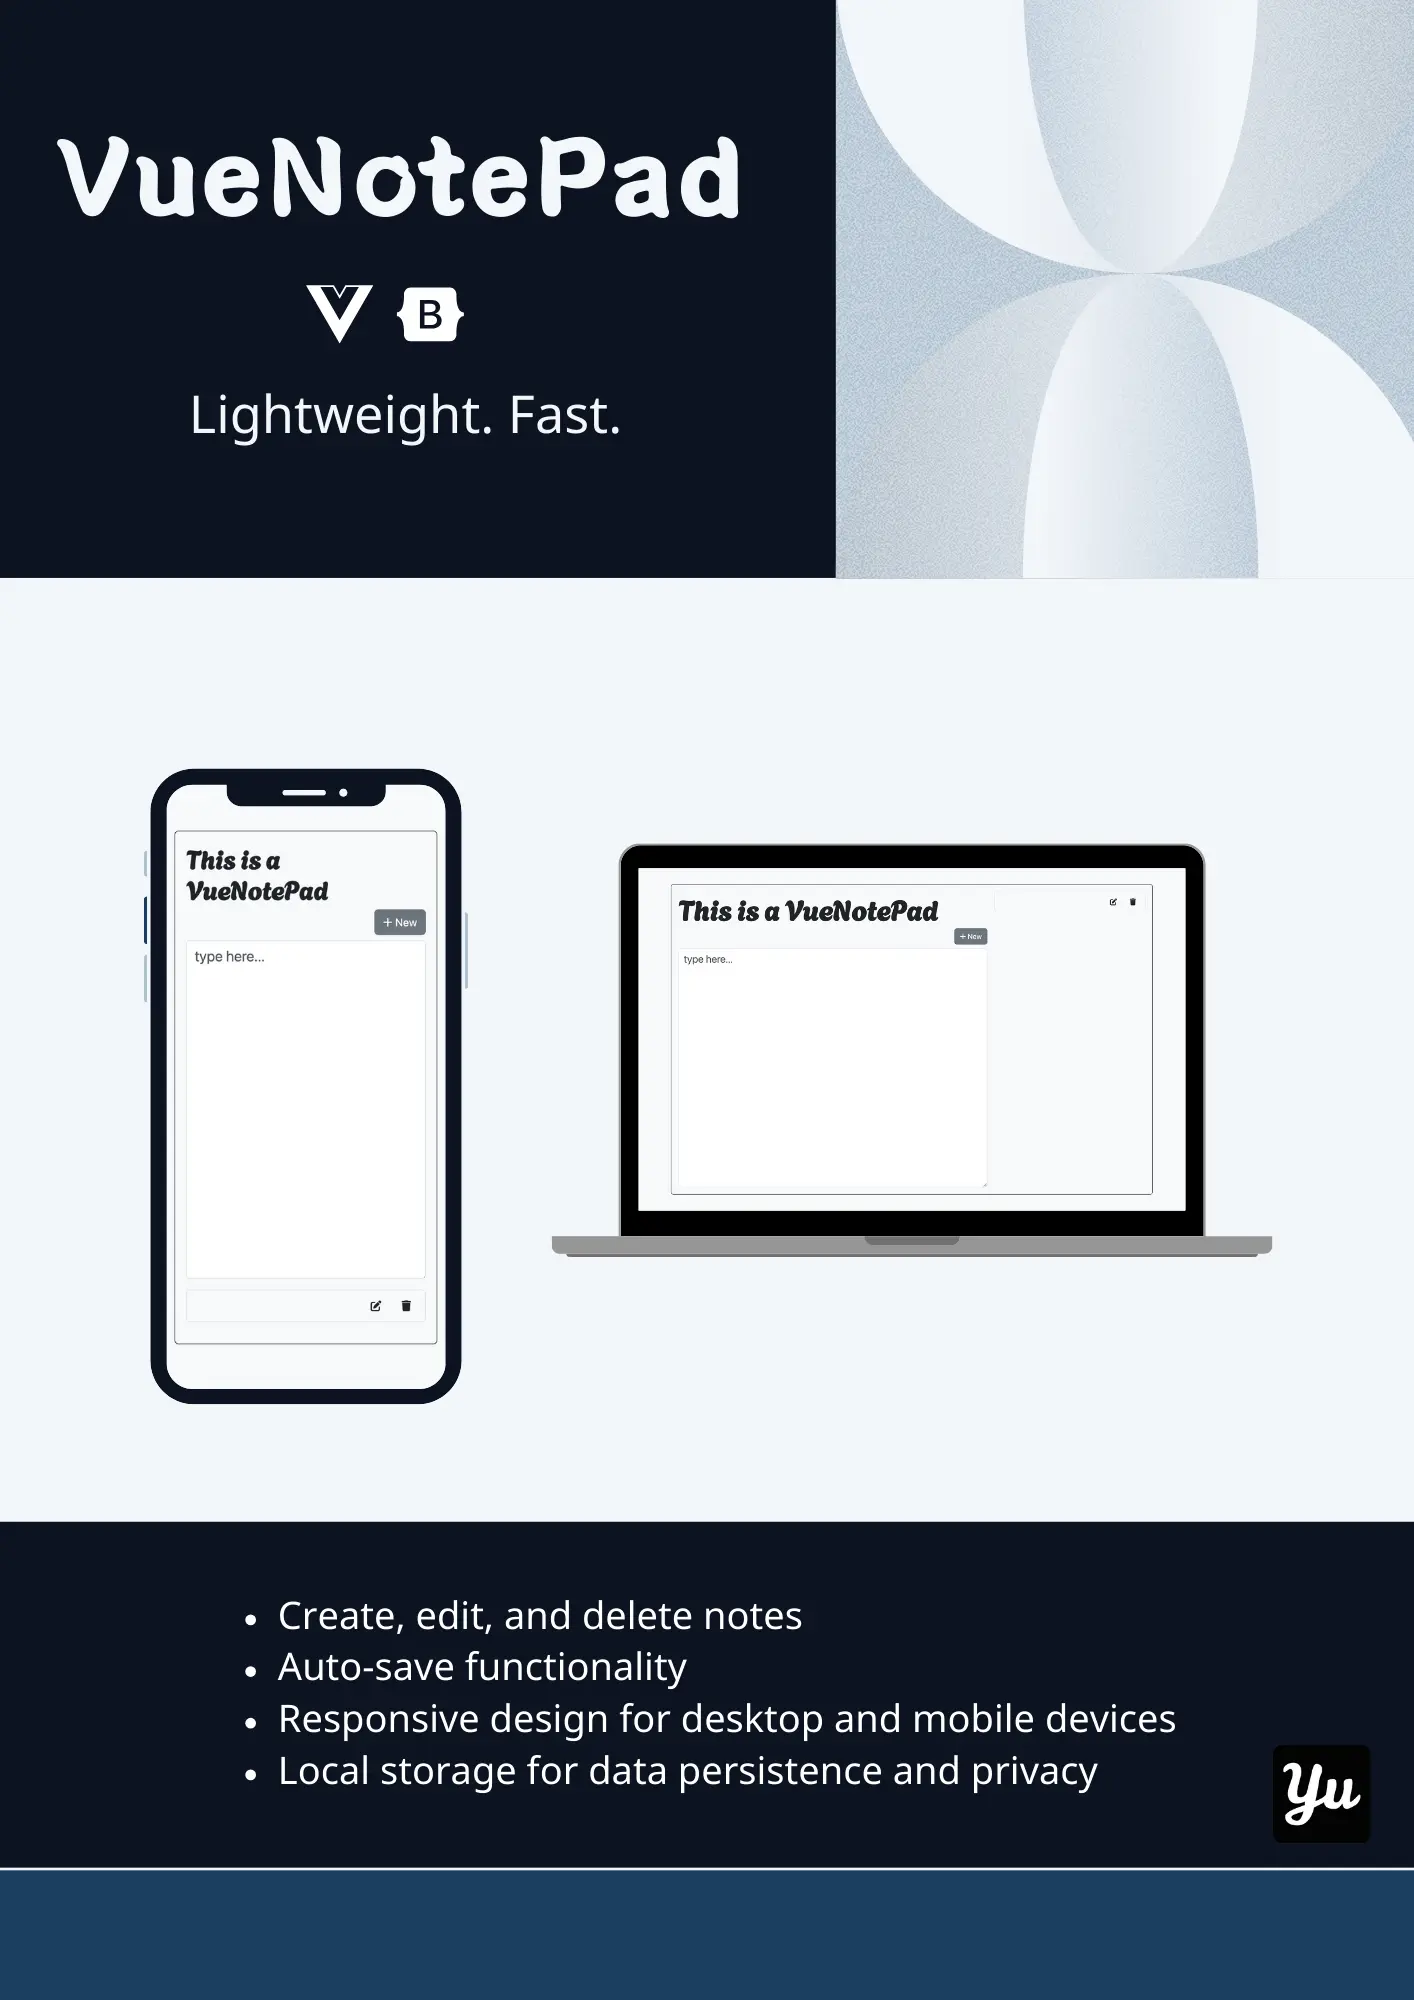 VueNotePad
B
Lightweight. Fast.
This is a
VueNotePad
+ New
type here...
This is a VueNotePad
+ New
type here...
• Create, edit, and delete notes
• Auto-save functionality
• Responsive design for desktop and mobile devices
• Local storage for data persistence and privacy
Yu